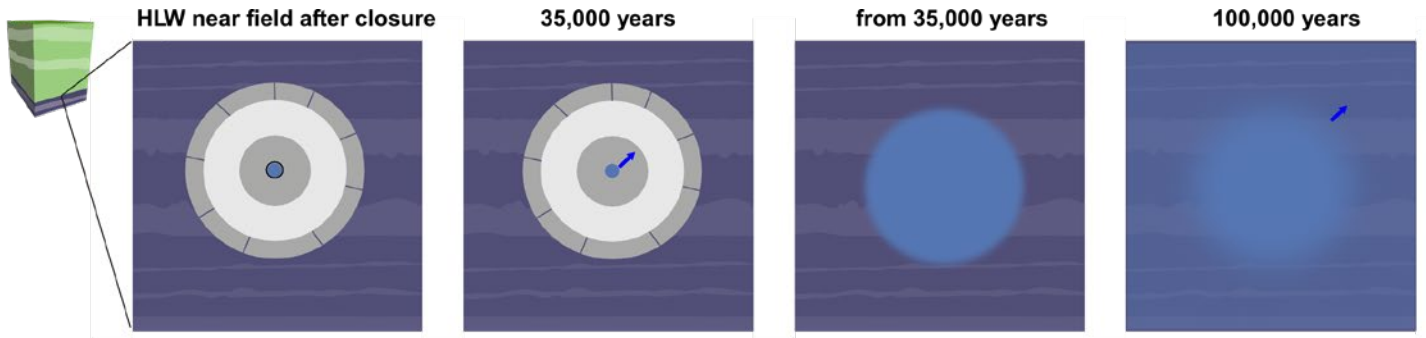 HLW near field after closure
35,000 years
from 35,000 years
100,000 years